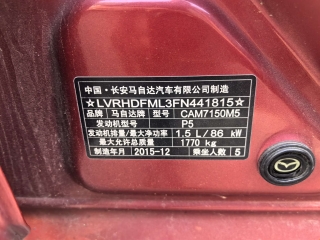 中国·长安马自达汽车有限公司制造
☆LVRHDFML3FN441815☆
品牌 马自达牌 型号 CAM7150M5
发动机型号 P5
发动机排量/最大净功率 1.5 L/86 kW
最大允许总质量 1770 kg
制造年月 2015-12 乘坐人数 5